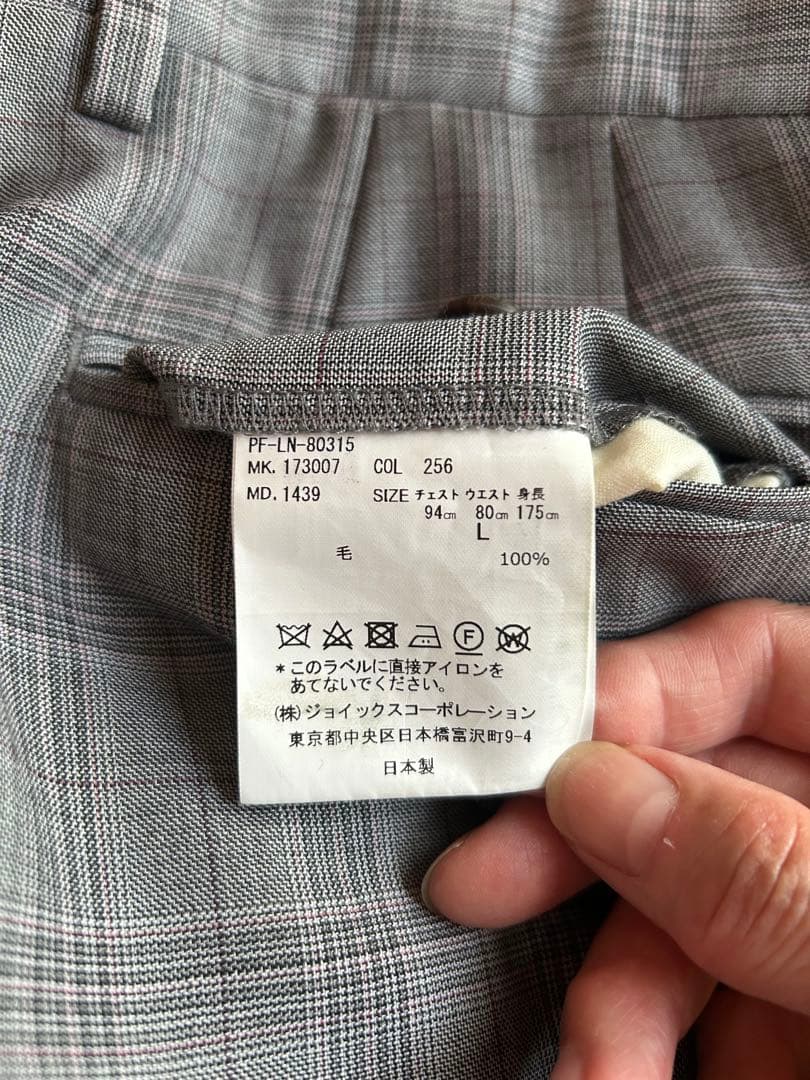 PF-LN-80315
MK. 173007 COL 256
MD. 1439 SIZE チェスト ウエスト 身長
94㎝ 80㎝ 175㎝
L
毛 100%
F W
*このラベルに直接アイロンを
あてないでください。
(株)ジョイックスコーポレーション
東京都中央区日本橋富沢町9-4
日本製